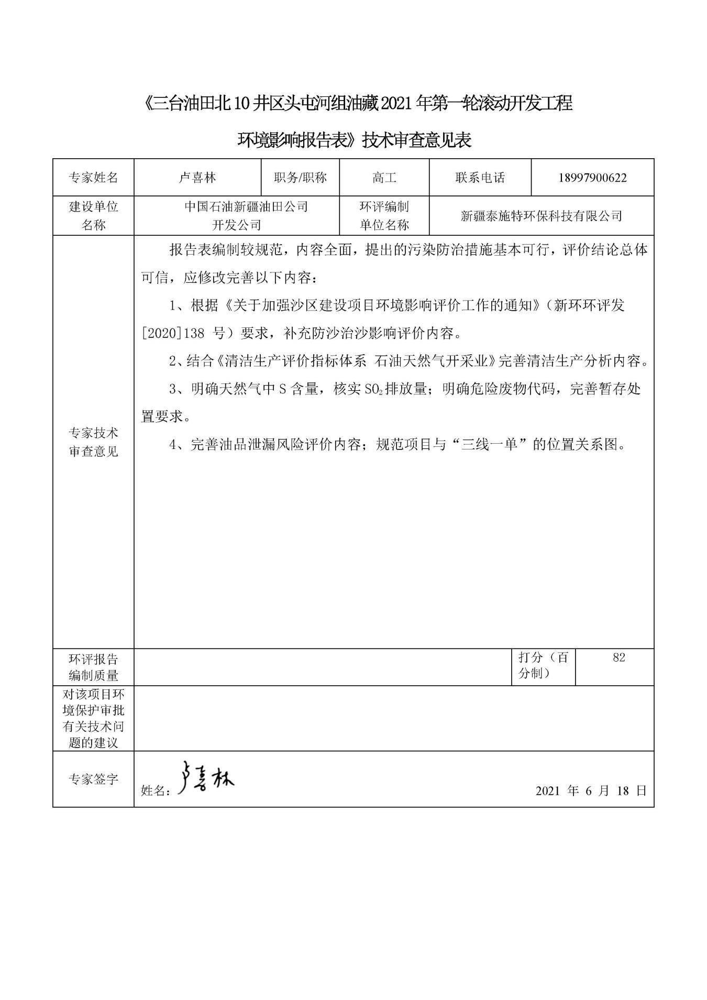 《三台油田北10 井区头屯河组油藏2021 年第一轮滚动开发工程
环境影响报告表》技术审查意见表
专家姓名 卢喜林 职务/职称 高工 联系电话 18997900622
建设单位
名称
中国石油新疆油田公司
开发公司
环评编制
单位名称
新疆泰施特环保科技有限公司
专家技术
审查意见
报告表编制较规范，内容全面，提出的污染防治措施基本可行，评价结论总体
可信，应修改完善以下内容：
1、根据《关于加强沙区建设项目环境影响评价工作的通知》（新环环评发
[2020]138 号）要求，补充防沙治沙影响评价内容。
2、结合《清洁生产评价指标体系 石油天然气开采业》完善清洁生产分析内容。
3、明确天然气中 S 含量，核实 SO₂排放量；明确危险废物代码，完善暂存处
置要求。
4、完善油品泄漏风险评价内容；规范项目与“三线一单”的位置关系图。
环评报告
编制质量
打分（百
分制）
82
对该项目环
境保护审批
有关技术问
题的建议
专家签字
姓名：卢喜林
2021 年 6 月 18 日